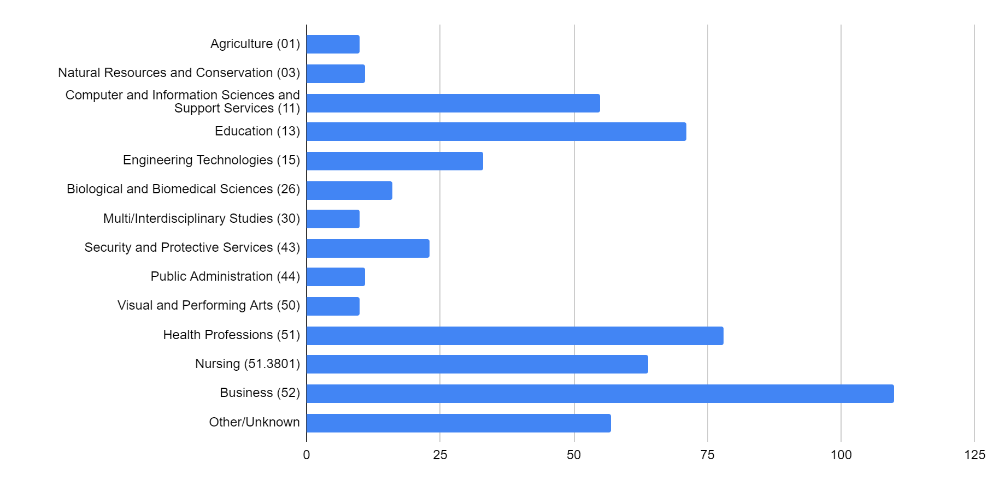 Agriculture (01)
Natural Resources and Conservation (03)
Computer and Information Sciences and
Support Services (11)
Education (13)
Engineering Technologies (15)
Biological and Biomedical Sciences (26)
Multi/Interdisciplinary Studies (30)
Security and Protective Services (43)
Public Administration (44)
Visual and Performing Arts (50)
Health Professions (51)
Nursing (51.3801)
Business (52)
Other/Unknown
0 25 50 75 100 125